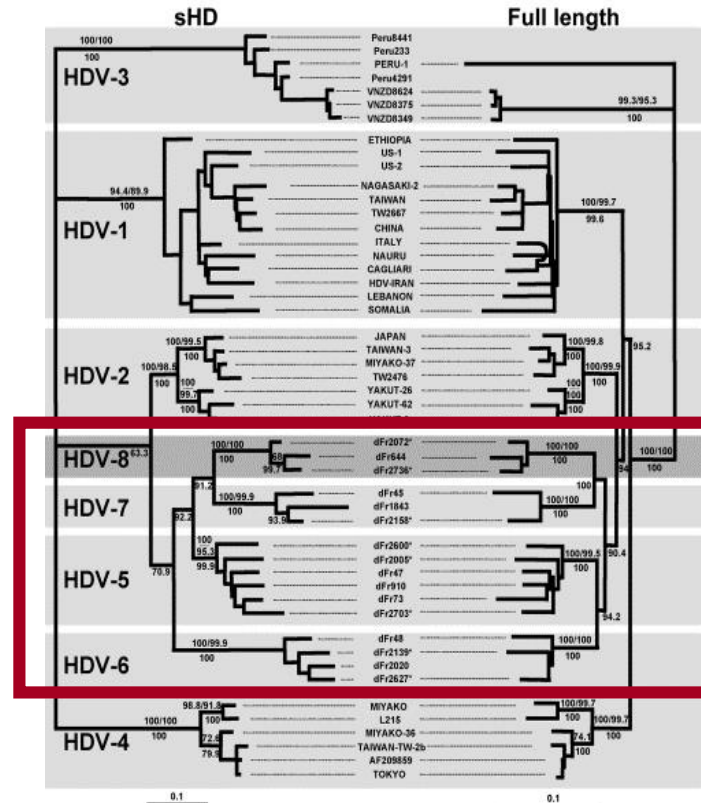 sHD Full length
Peru8441
100/100 Peru233
100 PERU-1
HDV-3 Peru4291
VNZD8624
VNZD8375 99.3/95.3
VNZD8349 100
ETHIOPIA
US-1
US-2
94.4/89.9 NAGASAKI-2 100/99.7
100 TAIWAN 99.6
HDV-1 TW2667
CHINA
ITALY
NAURU
CAGLIARI
HDV-IRAN
LEBANON
SOMALIA
JAPAN 100/99.8
100/99.5 TAIWAN-3 100 95.2
100/98.5 100 MIYAKO-37 100/99.9
HDV-2 100 TW2476 100
99.7 YAKUT-26 100
100 YAKUT-62 100
100/100 dFr2072* 100/100
HDV-8 63.3 100 68 dFr644 94 100/100
99.7 dFr2736* 100 100
91.2
100/99.9 dFr45 100/100
HDV-7 100 dFr1843 100
92.2 93.9 dFr2158*
100 dFr2600*
95.3 dFr2005* 100/99.5 90.4
HDV-5 70.9 99.9 dFr47 100
dFr910
dFr73
dFr2703* 94.2
100/99.9 dFr48 100/100
HDV-6 100 dFr2139* 100
dFr2020
dFr2627*
98.8/91.8 MIYAKO 100/99.7
100/100 100 L215 100 100/99.7
100 72.6 MIYAKO-36 74.1 100
HDV-4 79.9 TAIWAN-TW-2b 100
AF209859
TOKYO
0.1 0.1